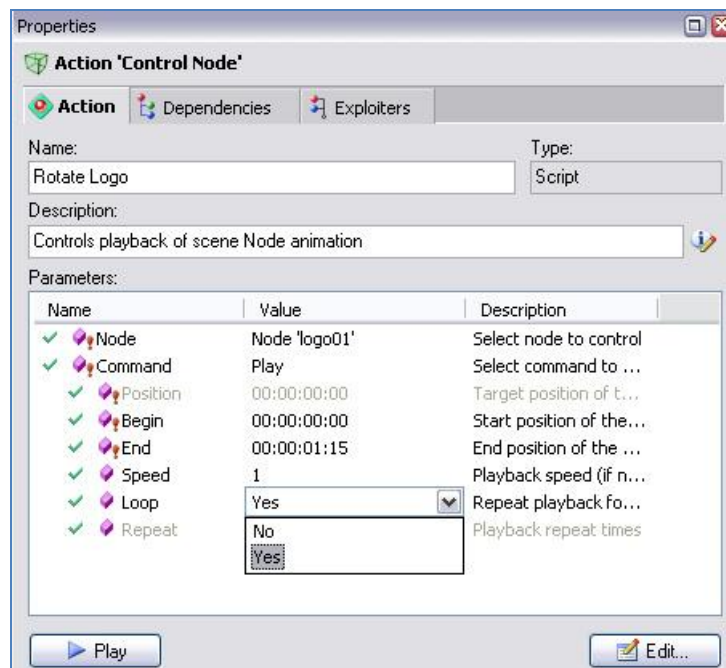 Properties
Action 'Control Node'
Action Dependencies Exploiters
Name: Type:
Rotate Logo Script
Description:
Controls playback of scene Node animation
Parameters:
Name Value Description
Node Node 'logo01' Select node to control
Command Play Select command to ...
Position 00:00:00:00 Target position of t...
Begin 00:00:00:00 Start position of the...
End 00:00:01:15 End position of the ...
Speed 1 Playback speed (if n...
Loop Yes Repeat playback fo...
Repeat No Playback repeat times
Yes
Play Edit...